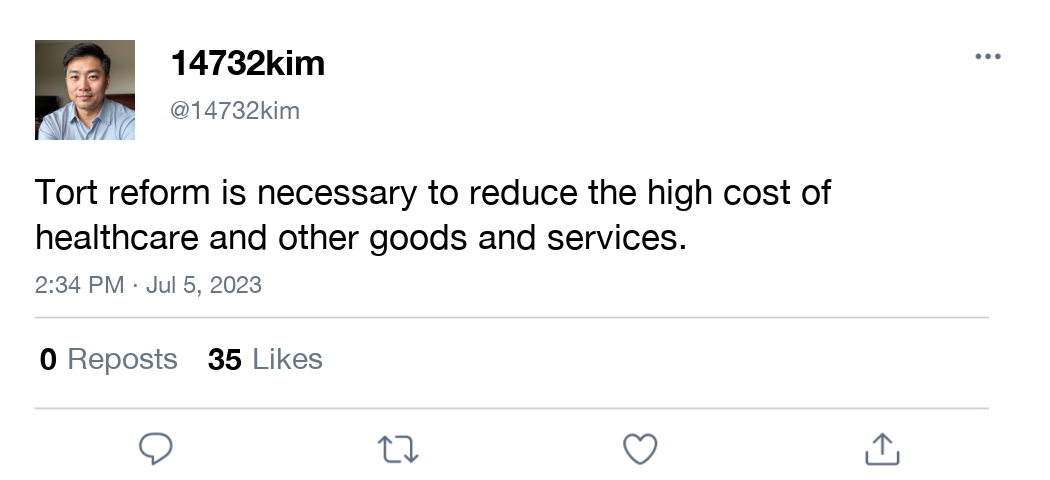 14732kim
@14732kim
Tort reform is necessary to reduce the high cost of
healthcare and other goods and services.
2:34 PM · Jul 5, 2023
0 Reposts 35 Likes